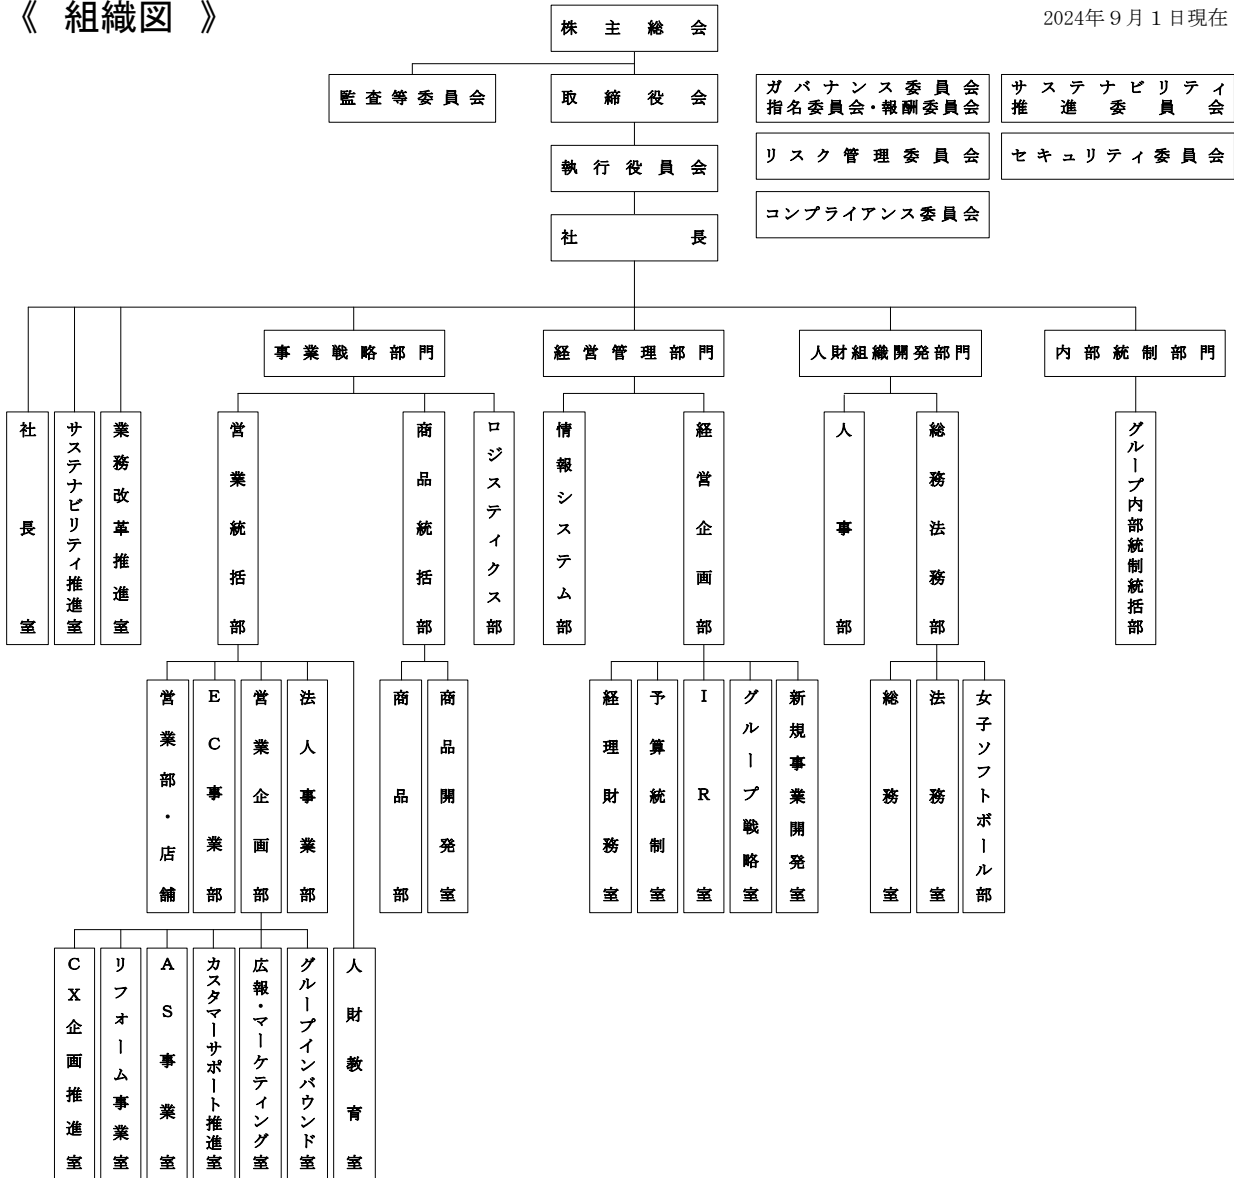 《 組織図 》
2024年９月１日現在
株主総会
監査等委員会
取締役会
ガバナンス委員会
指名委員会・報酬委員会
サステナビリティ
推進委員会
執行役員会
リスク管理委員会
セキュリティ委員会
社長
コンプライアンス委員会
事業戦略部門
経営管理部門
人財組織開発部門
内部統制部門
社長室
サステナビリティ推進室
業務改革推進室
営業統括部
商品統括部
ロジスティクス部
情報システム部
経営企画部
人事部
総務法務部
グループ内部統制統括部
営業部・店舗
ＥＣ事業部
営業企画部
法人事業部
商品部
商品開発室
経理財務室
予算統制室
ＩＲ室
グループ戦略室
新規事業開発室
総務室
法務室
女子ソフトボール部
ＣＸ企画推進室
リフォーム事業室
ＡＳ事業室
カスタマーサポート推進室
広報・マーケティング室
グループインバウンド室
人財教育室